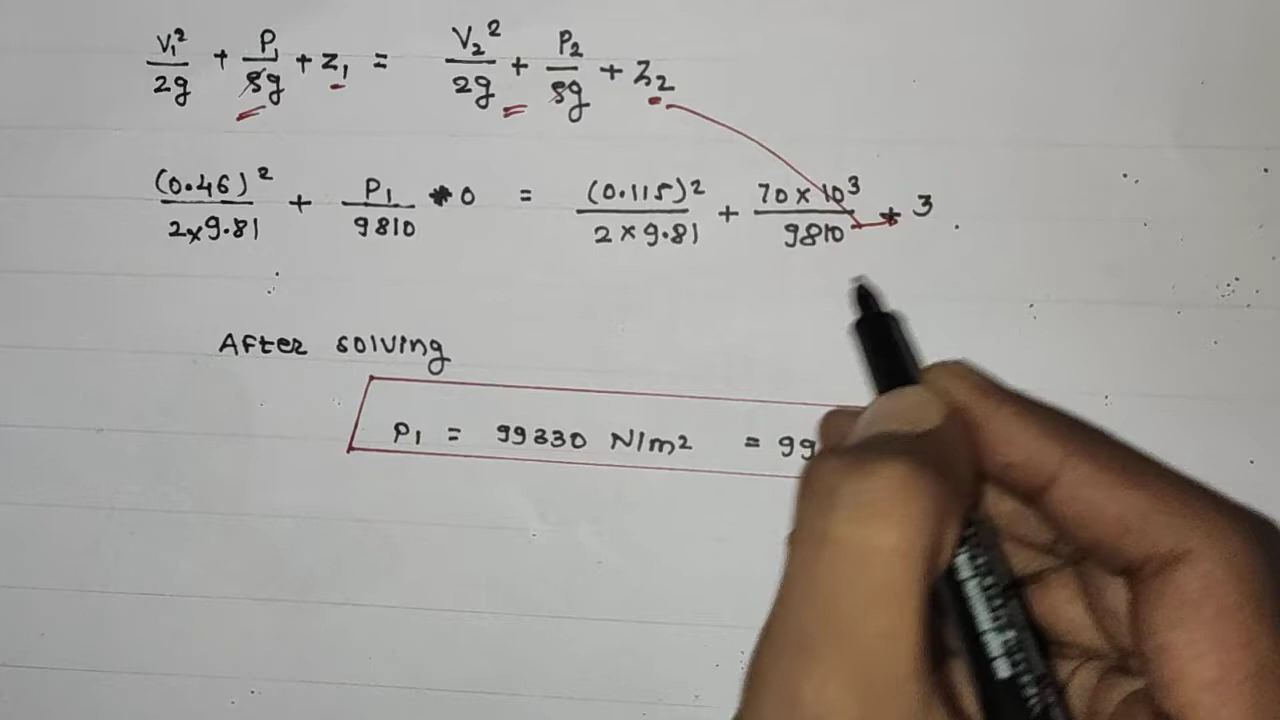 V₁²/2g + P₁/ρg + z₁ = V₂²/2g + P₂/ρg + Z₂
(0.46)²/2×9.81 + P₁/9810 + 0 = (0.115)²/2×9.81 + 70×10³/9810 + 3
After solving
P₁ = 99330 N/m² = 99